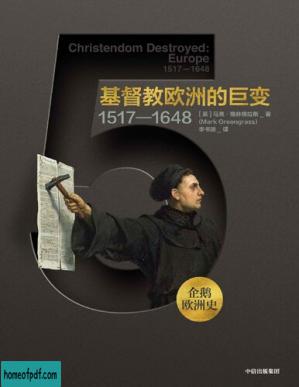 Christendom Destroyed:
Europe
1517—1648
基督教欧洲的巨变
1517—1648
[英] 马克·格林格拉斯 _ 著
(Mark Greengrass)
李书瑞 _ 译
企鹅
欧洲史
中信出版集团
homeofpdf.com